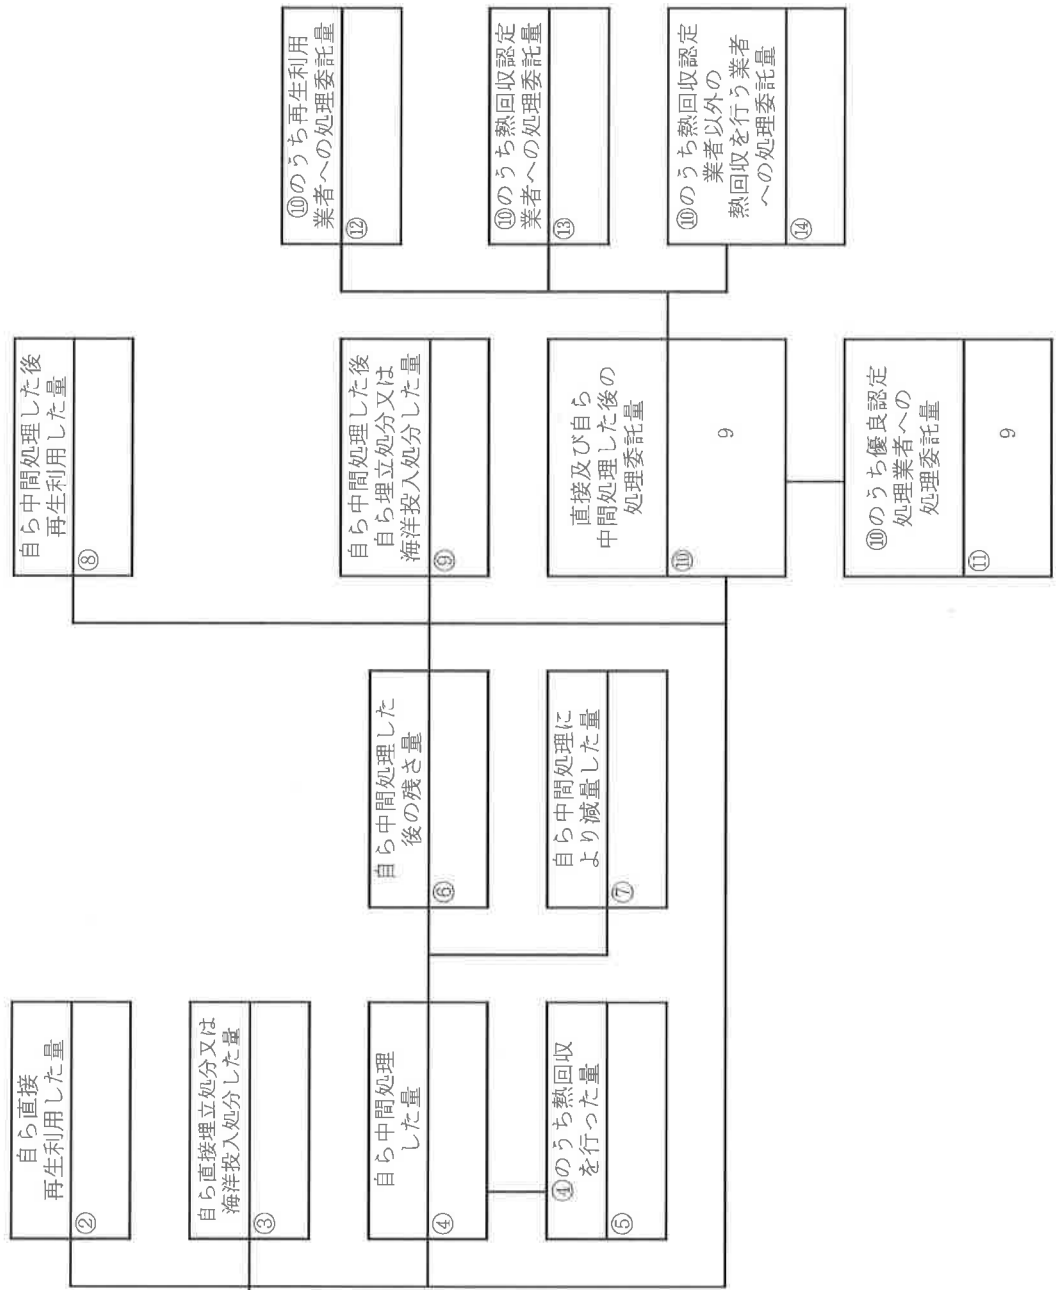 自ら直接
再生利用した量
②
自ら直接埋立処分又は
海洋投入処分した量
③
自ら中間処理
した量
④
④のうち熱回収
を行った量
⑤
自ら中間処理した
後の残さ量
⑥
自ら中間処理に
より減量した量
⑦
自ら中間処理した後
再生利用した量
⑧
自ら中間処理した後
自ら埋立処分又は
海洋投入処分した量
⑨
直接及び自ら
中間処理した後の
処理委託量
⑩
9
⑩のうち優良認定
処理業者への
処理委託量
⑪
9
⑩のうち再生利用
業者への処理委託量
⑫
⑩のうち熱回収認定
業者への処理委託量
⑬
⑩のうち熱回収認定
業者以外の
熱回収を行う業者
への処理委託量
⑭